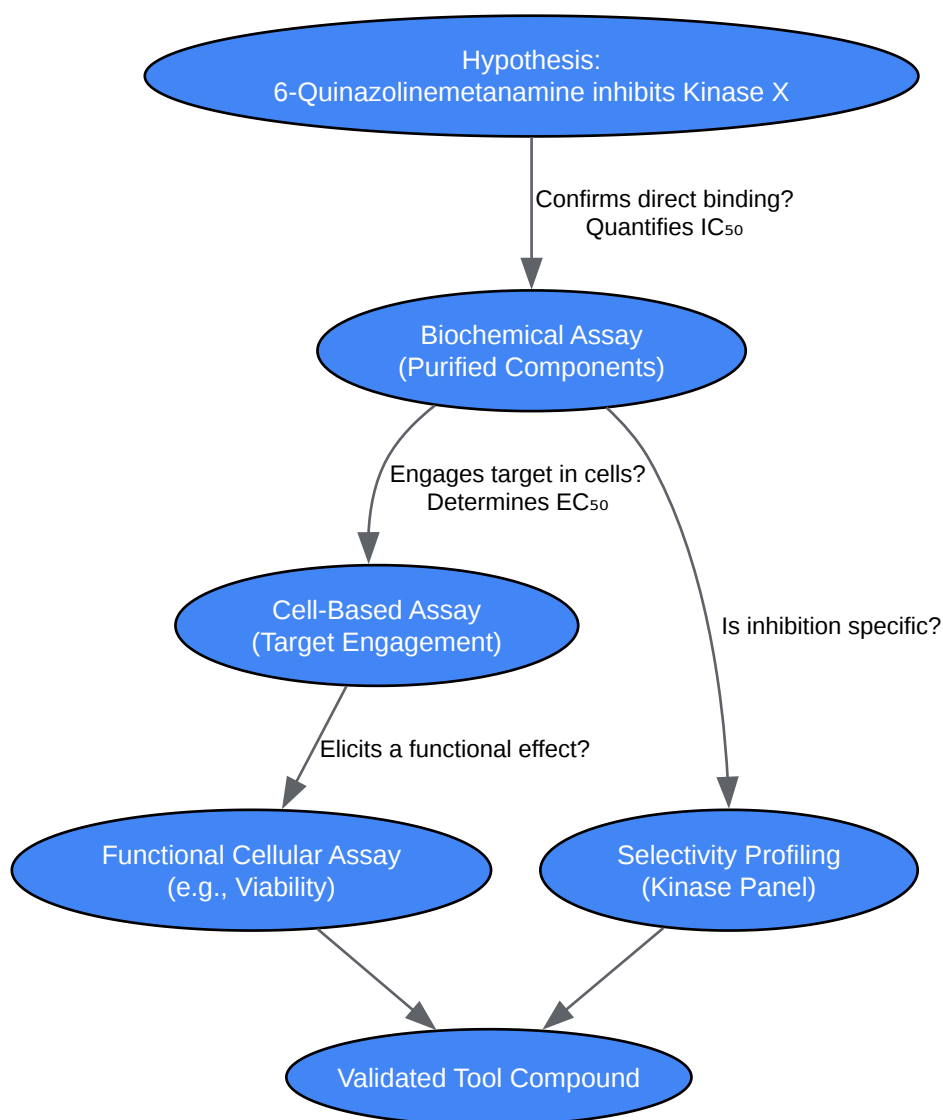 Hypothesis:
6-Quinazolinemetanamine inhibits Kinase X
Confirms direct binding?
Quantifies IC₅₀
Biochemical Assay
(Purified Components)
Engages target in cells?
Determines EC₅₀
Cell-Based Assay
(Target Engagement)
Is inhibition specific?
Elicits a functional effect?
Functional Cellular Assay
(e.g., Viability)
Selectivity Profiling
(Kinase Panel)
Validated Tool Compound